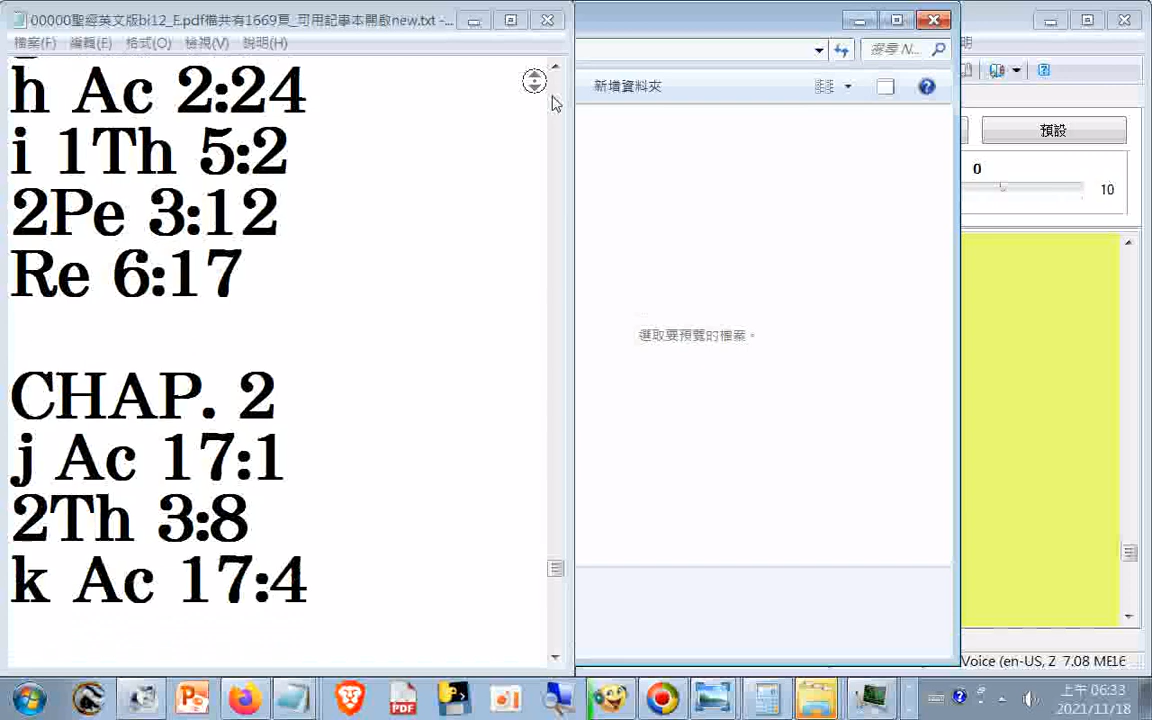 00000聖經英文版bi12_E.pdf檔共有1669頁_可用記事本開啟new.txt -...
檔案(F) 編輯(E) 格式(O) 檢視(V) 說明(H)
h Ac 2:24
i 1Th 5:2
2Pe 3:12
Re 6:17
CHAP. 2
j Ac 17:1
2Th 3:8
k Ac 17:4
搜尋 N...
新增資料夾
選取要預覽的檔案。
明
預設
0
10
Voice (en-US, Z 7.08 ME16
PDF
上午 06:33
2021/11/18